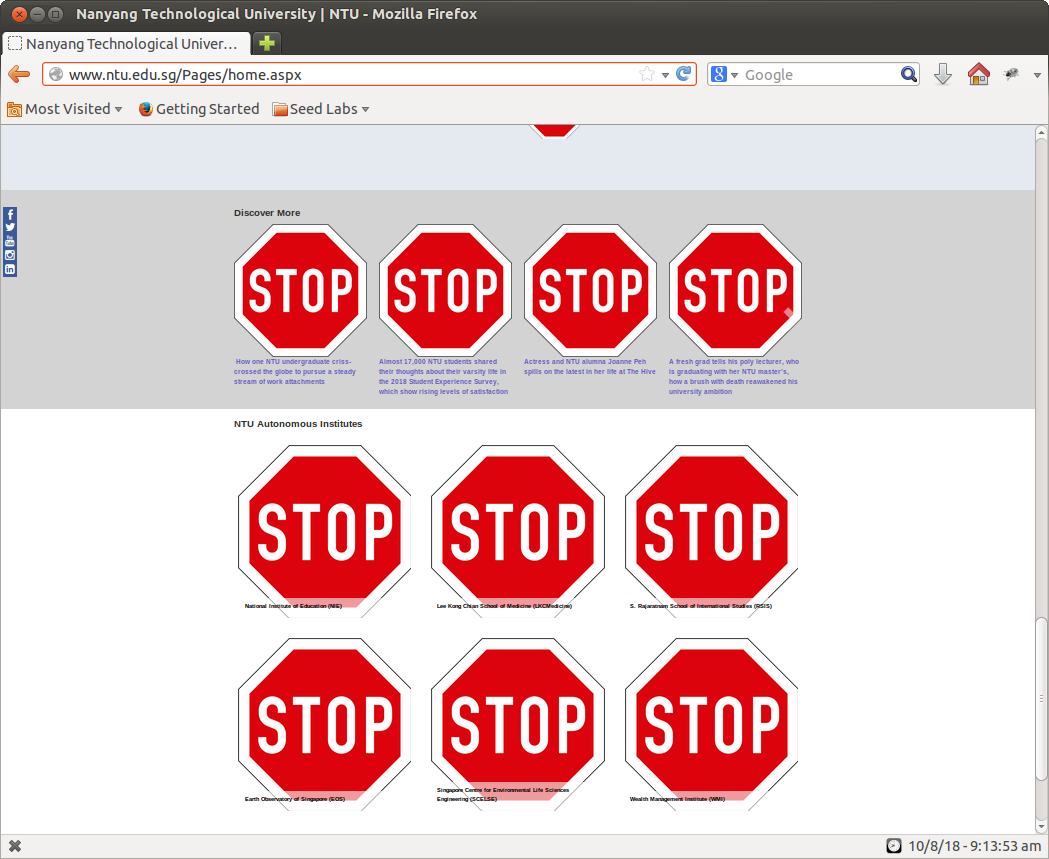 Nanyang Technological University | NTU - Mozilla Firefox
Nanyang Technological Univer...
www.ntu.edu.sg/Pages/home.aspx
8
Google
Most Visited
Getting Started
Seed Labs
Discover More
STOP STOP STOP STOP
How one NTU undergraduate criss-
crossed the globe to pursue a steady
stream of work attachments
Almost 17,000 NTU students shared
their thoughts about their varsity life in
the 2018 Student Experience Survey,
which show rising levels of satisfaction
Actress and NTU alumna Joanne Peh
spills on the latest in her life at The Hive
A fresh grad tells his poly lecturer, who
is graduating with her NTU master's,
how a brush with death reawakened his
university ambition
NTU Autonomous Institutes
STOP STOP STOP
National Institute of Education (NIE)
Lee Kong Chian School of Medicine (LKCMedicine)
S. Rajaratnam School of International Studies (RSIS)
STOP STOP STOP
Earth Observatory of Singapore (EOS)
Singapore Centre for Environmental Life Sciences
Engineering (SCELSE)
Wealth Management Institute (WMI)
10/8/18 - 9:13:53 am